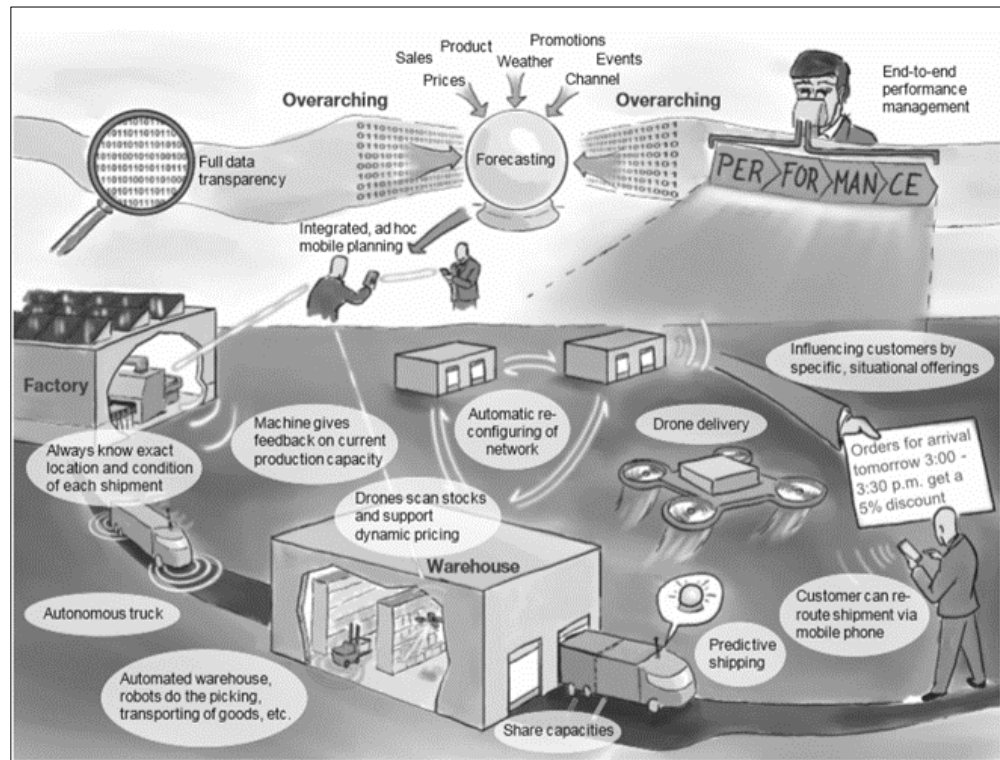 Promotions
Product
Sales
Weather
Events
Prices
Channel
Overarching
Overarching
End-to-end
performance
management
Full data
transparency
Forecasting
PER FOR MAN CE
Integrated, ad hoc
mobile planning
Factory
Influencing customers by
specific, situational offerings
Machine gives
feedback on current
production capacity
Automatic re-
configuring of
network
Drone delivery
Always know exact
location and condition
of each shipment
Orders for arrival
tomorrow 3:00 -
3:30 p.m. get a
5% discount
Drones scan stocks
and support
dynamic pricing
Warehouse
Autonomous truck
Customer can re-
route shipment via
mobile phone
Predictive
shipping
Automated warehouse,
robots do the picking,
transporting of goods, etc.
Share capacities